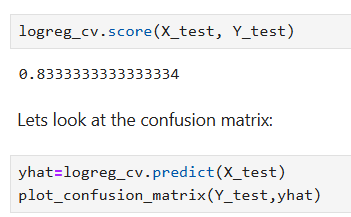 logreg_cv.score(X_test, Y_test)
0.8333333333333334
Lets look at the confusion matrix:
yhat=logreg_cv.predict(X_test)
plot_confusion_matrix(Y_test,yhat)